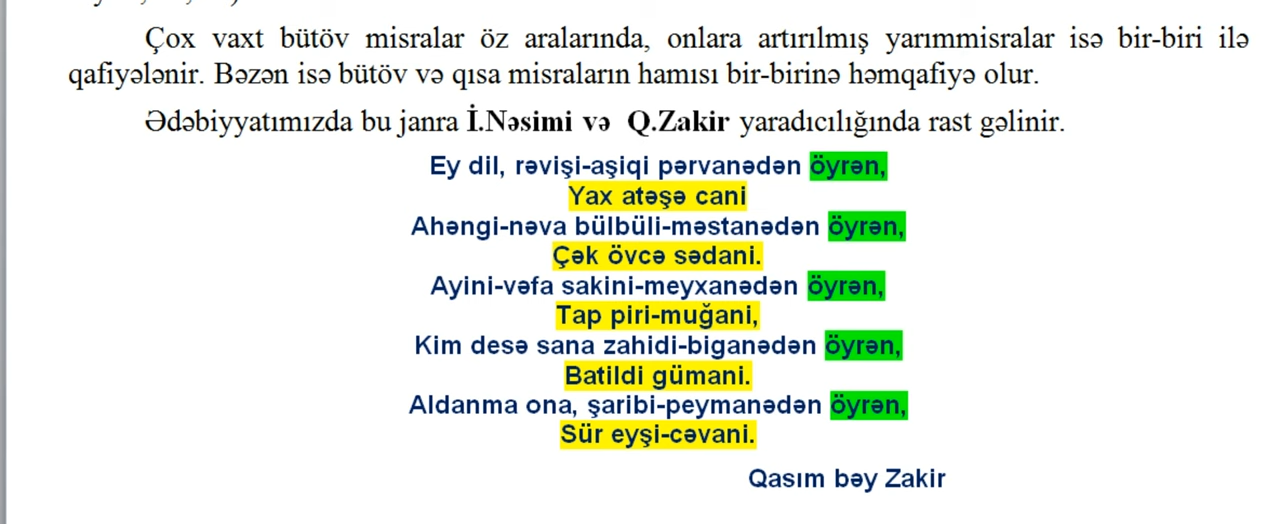 Çox vaxt bütöv misralar öz aralarında, onlara artırılmış yarımmisralar isə bir-biri ilə
qafiyələnir. Bəzən isə bütöv və qısa misraların hamısı bir-birinə həmqafiyə olur.
Ədəbiyyatımızda bu janra İ.Nəsimi və Q.Zakir yaradıcılığında rast gəlinir.
Ey dil, rəvişi-aşiqi pərvanədən öyrən,
Yax atəşə cani
Ahəngi-nəva bülbüli-məstanədən öyrən,
Çək övcə sədani.
Ayini-vəfa sakini-meyxanədən öyrən,
Tap piri-muğani,
Kim desə sana zahidi-biganədən öyrən,
Batildi gümani.
Aldanma ona, şaribi-peymanədən öyrən,
Sür eyşi-cəvani.
Qasım bəy Zakir